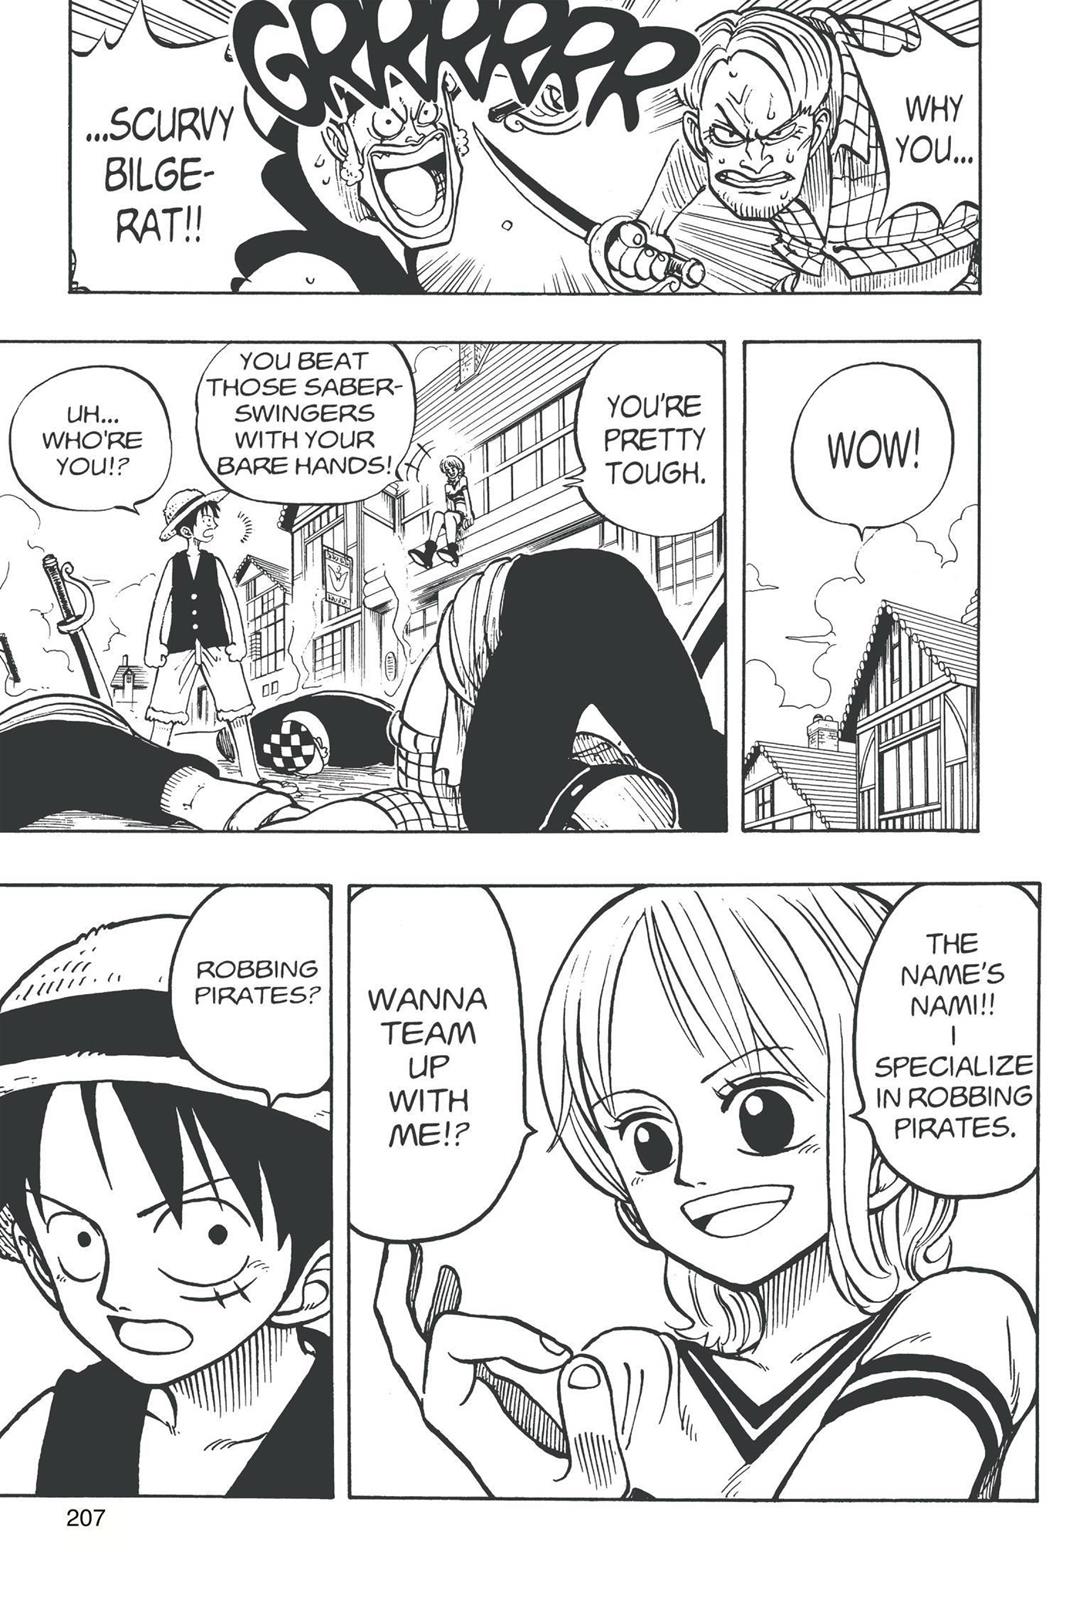 WHY
YOU...
GRRRRRR
...SCURVY
BILGE-
RAT!!
WOW!
YOU'RE
PRETTY
TOUGH.
YOU BEAT
THOSE SABER-
SWINGERS
WITH YOUR
BARE HANDS!
UH...
WHO'RE
YOU!?
THE
NAME'S
NAMI!!
I
SPECIALIZE
IN ROBBING
PIRATES.
WANNA
TEAM
UP
WITH
ME!?
ROBBING
PIRATES?
207